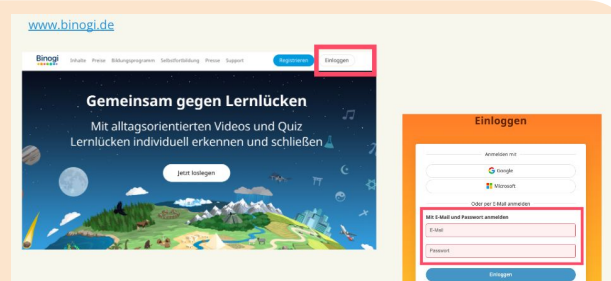 www.binogi.de
Binogi
Inhalte Preise Bildungsprogramm Selbstfortbildung Presse Support Registrieren Einloggen
Gemeinsam gegen Lernlücken
Mit alltagsorientierten Videos und Quiz
Lernlücken individuell erkennen und schließen
Jetzt loslegen
Einloggen
Anmelden mit
Google
Microsoft
Oder per E-Mail anmelden
Mit E-Mail und Passwort anmelden
E-Mail
Passwort
Einloggen